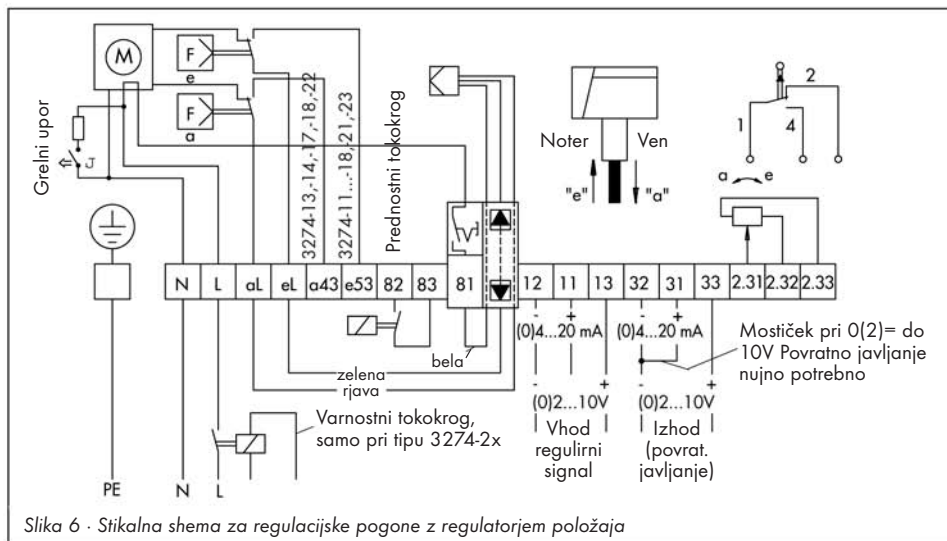 M
F
e
F
a
Grelni upor
3274-13,-14,-17,-18,-22
3274-11...-18,-21,-23
Prednostni tokokrog
Noter
Ven
"e"
"a"
2
1
4
a
e
N
L
aL
eL
a43
e53
82
83
81
12
11
13
32
31
33
2.31
2.32
2.33
- +
(0)4...20 mA
- +
(0)4...20 mA
Mostiček pri 0(2)= do
10V Povratno javljanje
nujno potrebno
bela
zelena
rjava
- +
(0)2...10V
- +
(0)2...10V
Vhod
regulirni
signal
Izhod
(povrat.
javljanje)
Varnostni tokokrog,
samo pri tipu 3274-2x
PE
N
L
Slika 6 · Stikalna shema za regulacijske pogone z regulatorjem položaja